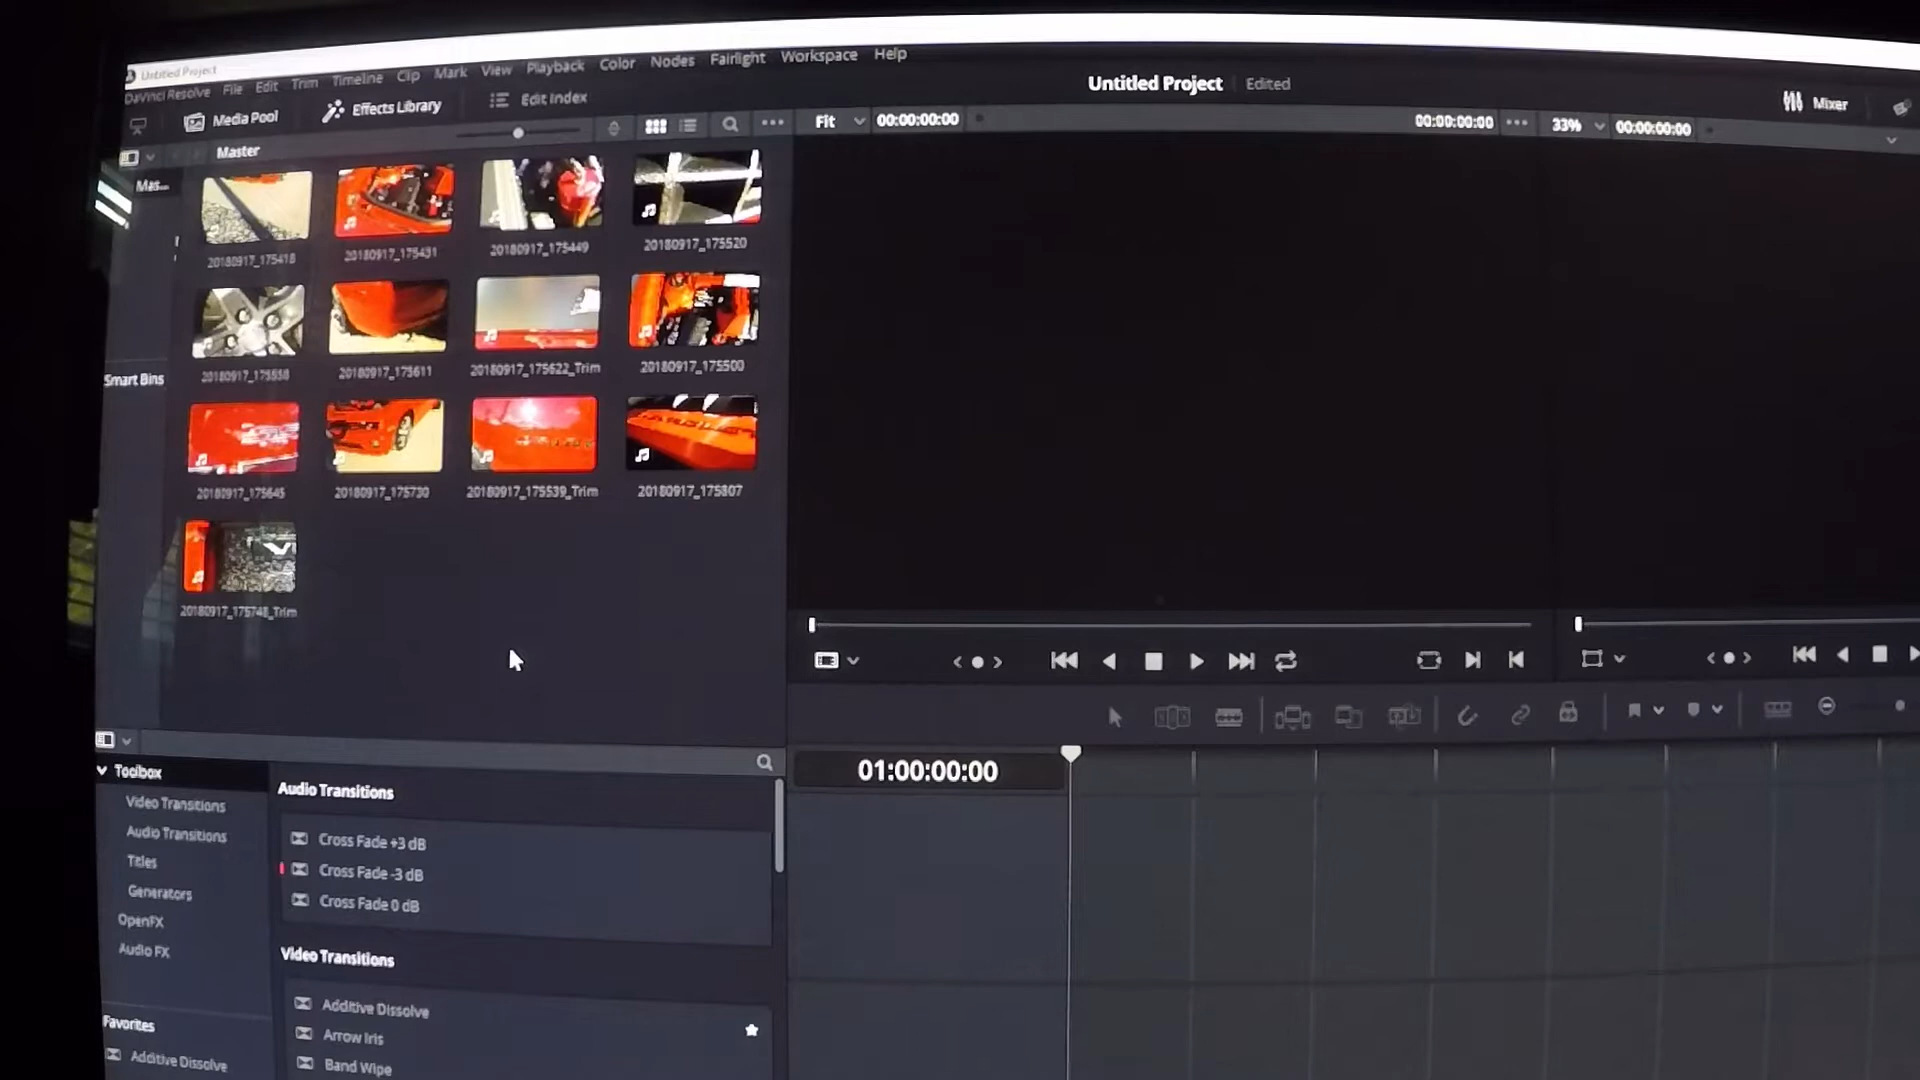 Untitled Project
DaVinci Resolve File Edit Trim Timeline Clip Mark View Playback Color Nodes Fairlight Workspace Help
Media Pool Effects Library Edit Index
Untitled Project Edited
Mixer
Fit 00:00:00:00
00:00:00:00
33% 00:00:00:00
Master
Mas...
20180917_175418
20180917_175431
20180917_175449
20180917_175520
20180917_175611
20180917_175622_Trim
20180917_175500
Smart Bins
20180917_175645
20180917_175730
20180917_175539_Trim
20180917_175807
20180917_175748_Trim
01:00:00:00
Toolbox
Video Transitions
Audio Transitions
Titles
Generators
OpenFX
Audio FX
Favorites
Additive Dissolve
Audio Transitions
Cross Fade +3 dB
Cross Fade -3 dB
Cross Fade 0 dB
Video Transitions
Additive Dissolve
Arrow Iris
Band Wipe